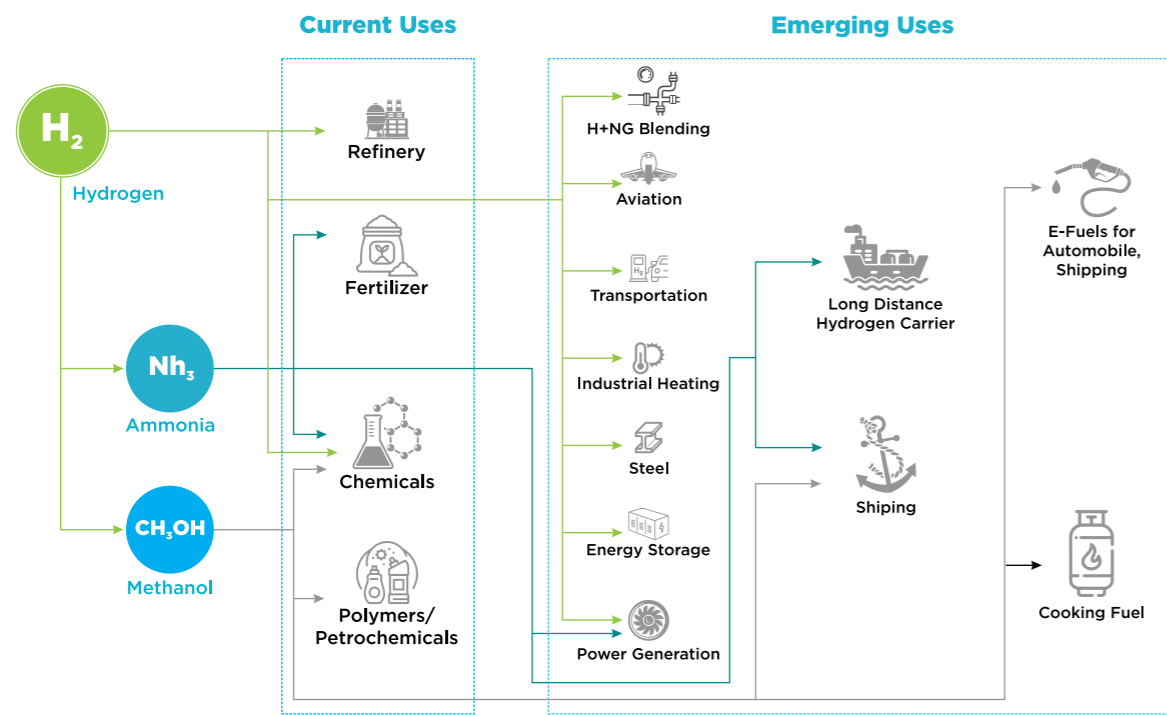 Current Uses
Emerging Uses
H₂
Hydrogen
Nh₃
Ammonia
CH₃OH
Methanol
Refinery
Fertilizer
Chemicals
Polymers/
Petrochemicals
H+NG Blending
Aviation
H₂
Transportation
Industrial Heating
Steel
Energy Storage
Power Generation
Long Distance
Hydrogen Carrier
Shiping
E-Fuels for
Automobile,
Shipping
Cooking Fuel